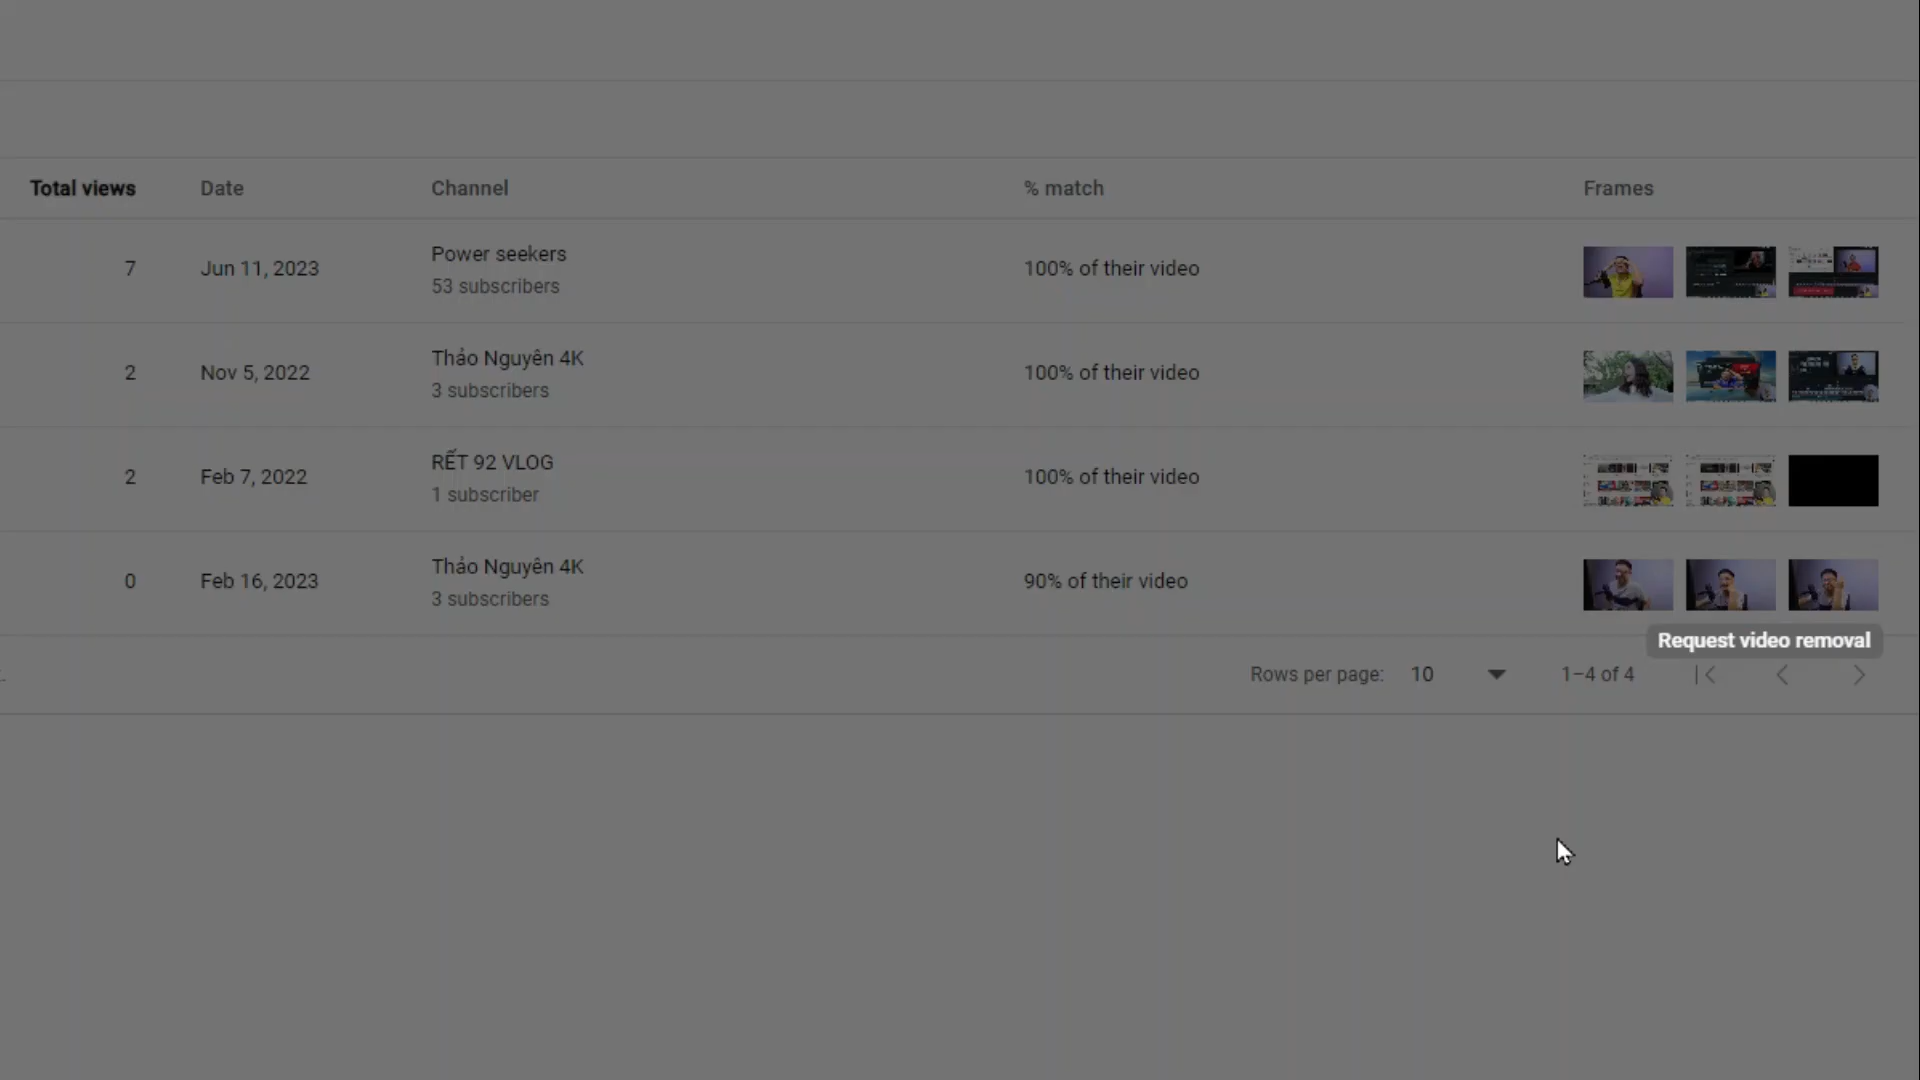 Total views Date Channel % match Frames
7 Jun 11, 2023 Power seekers 100% of their video
53 subscribers
2 Nov 5, 2022 Thảo Nguyên 4K 100% of their video
3 subscribers
2 Feb 7, 2022 RẾT 92 VLOG 100% of their video
1 subscriber
0 Feb 16, 2023 Thảo Nguyên 4K 90% of their video
3 subscribers
Request video removal
Rows per page: 10 1–4 of 4